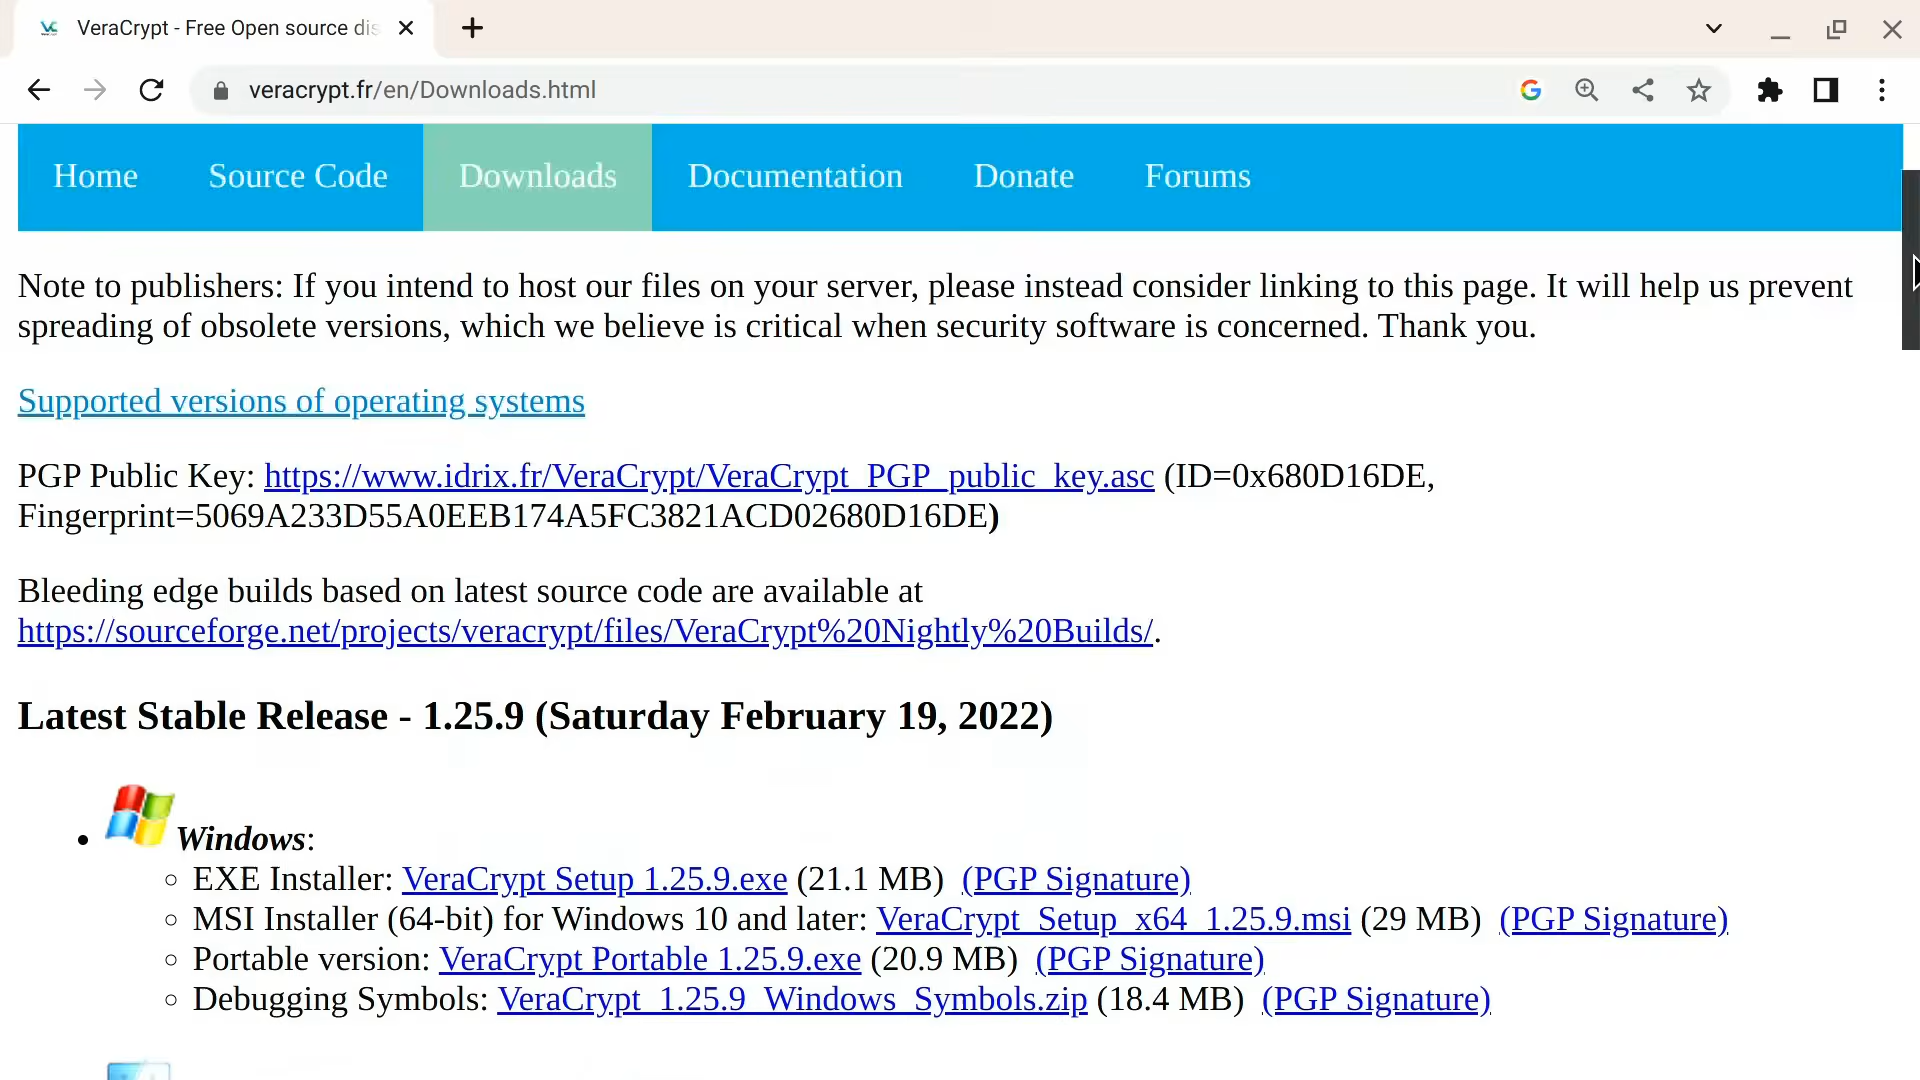 VeraCrypt - Free Open source dis
veracrypt.fr/en/Downloads.html
Home Source Code Downloads Documentation Donate Forums
Note to publishers: If you intend to host our files on your server, please instead consider linking to this page. It will help us prevent
spreading of obsolete versions, which we believe is critical when security software is concerned. Thank you.
Supported versions of operating systems
PGP Public Key: https://www.idrix.fr/VeraCrypt/VeraCrypt_PGP_public_key.asc (ID=0x680D16DE,
Fingerprint=5069A233D55A0EEB174A5FC3821ACD02680D16DE)
Bleeding edge builds based on latest source code are available at
https://sourceforge.net/projects/veracrypt/files/VeraCrypt%20Nightly%20Builds/.
Latest Stable Release - 1.25.9 (Saturday February 19, 2022)
Windows:
EXE Installer: VeraCrypt Setup 1.25.9.exe (21.1 MB) (PGP Signature)
MSI Installer (64-bit) for Windows 10 and later: VeraCrypt_Setup_x64_1.25.9.msi (29 MB) (PGP Signature)
Portable version: VeraCrypt Portable 1.25.9.exe (20.9 MB) (PGP Signature)
Debugging Symbols: VeraCrypt_1.25.9_Windows_Symbols.zip (18.4 MB) (PGP Signature)